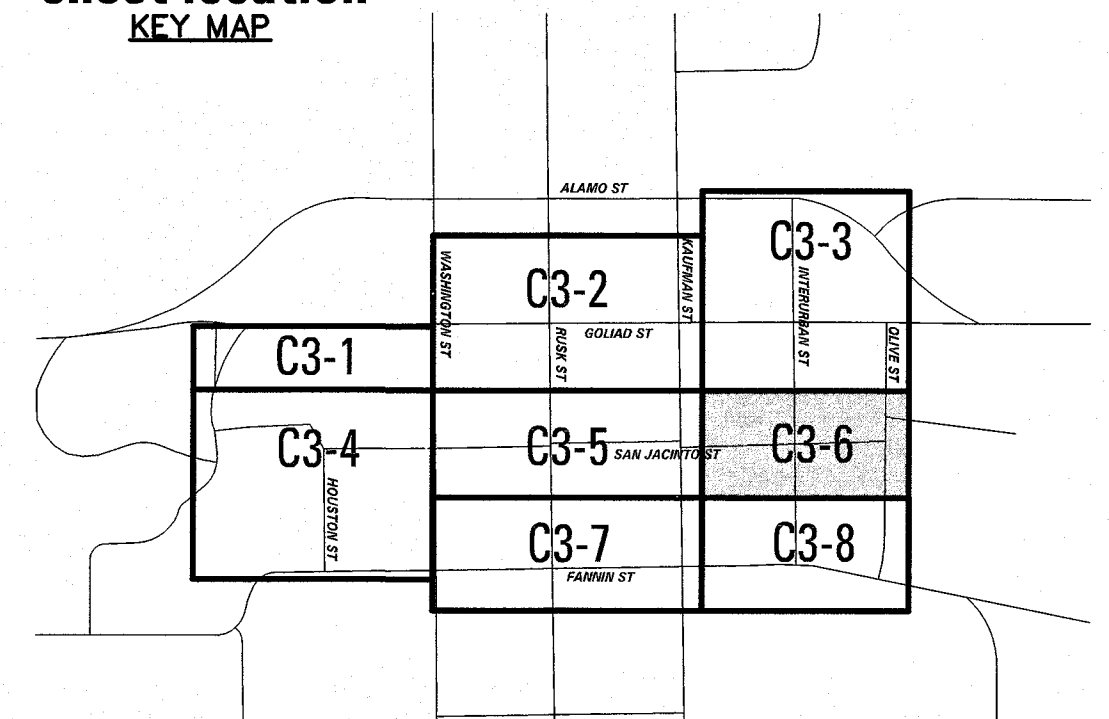 sheet location
KEY MAP
ALAMO ST
C3-3
KAUFMAN ST
WASHINGTON ST
C3-2
INTERURBAN ST
GOLIAD ST
RUSK ST
OLIVE ST
C3-1
C3-4
C3-5
SAN JACINTO ST
C3-6
HOUSTON ST
C3-7
C3-8
FANNIN ST